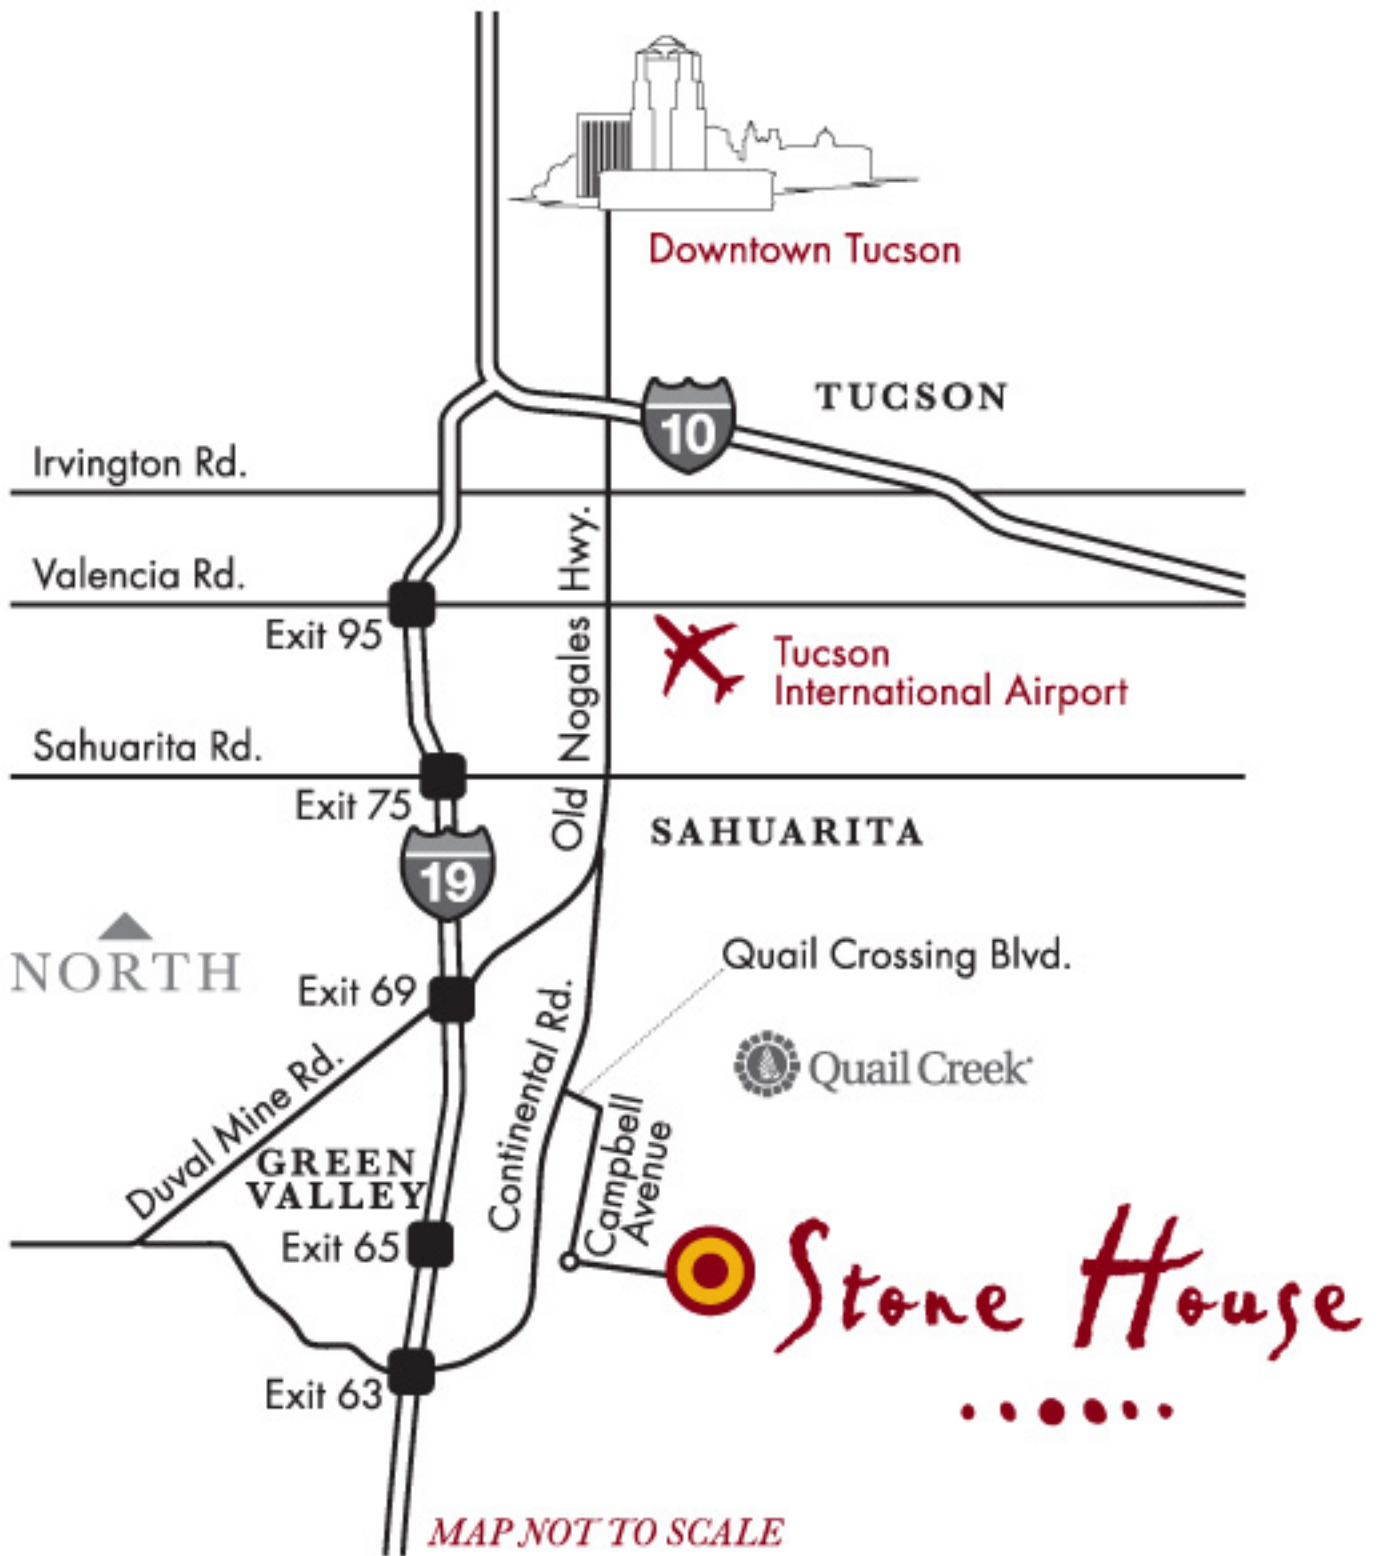 Downtown Tucson
TUCSON
10
Irvington Rd.
Valencia Rd.
Exit 95
Old Nogales Hwy.
Tucson
International Airport
Sahuarita Rd.
Exit 75
SAHUARITA
19
NORTH
Exit 69
Quail Crossing Blvd.
Continental Rd.
Quail Creek
Duval Mine Rd.
Campbell
Avenue
GREEN
VALLEY
Exit 65
Stone House
Exit 63
MAP NOT TO SCALE